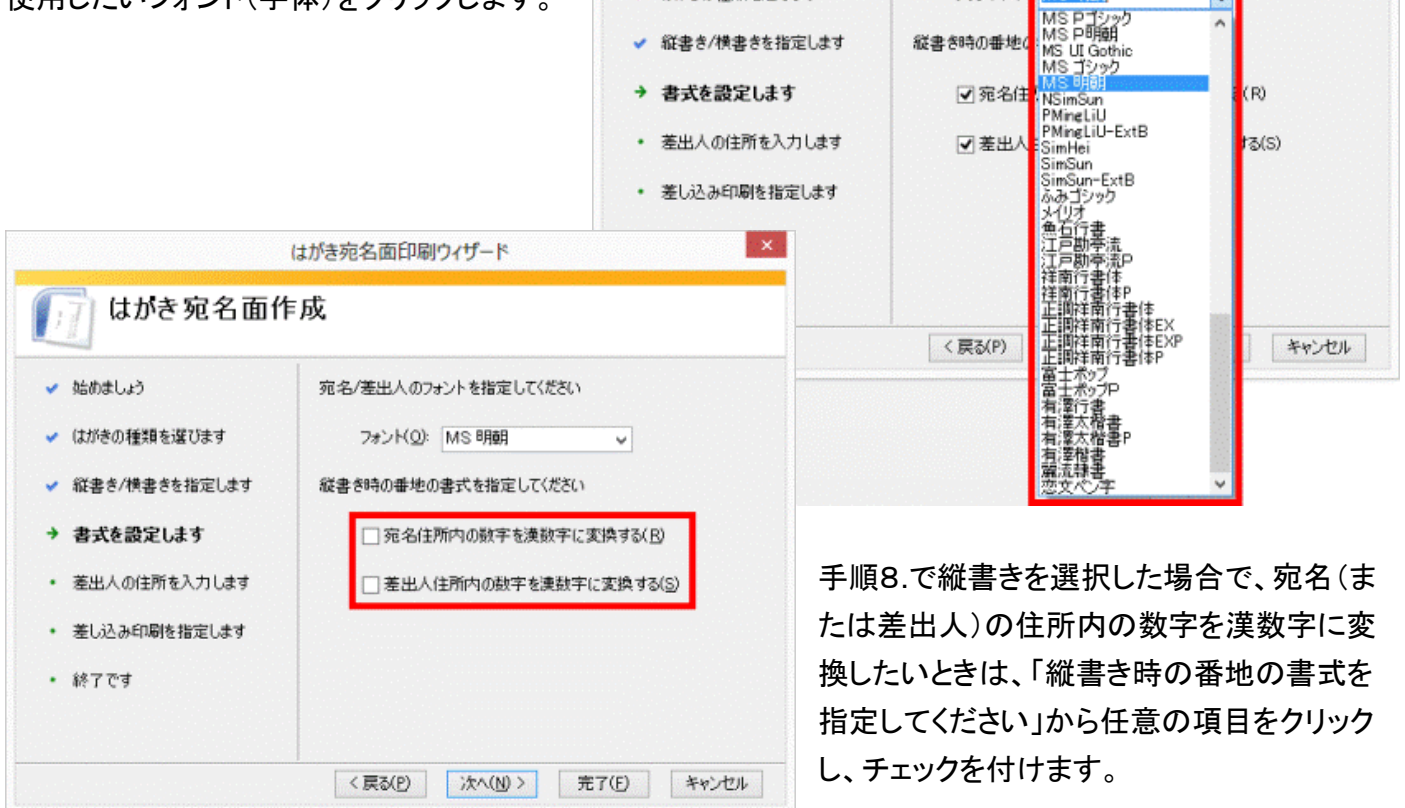 使用したいフォント（字体）をクリックします。
縦書き/横書きを指定します
書式を設定します
差出人の住所を入力します
差し込み印刷を指定します
縦書き時の番地の
宛名住
(R)
差出人
する(S)
MS Pゴシック
MS P明朝
MS UI Gothic
MS ゴシック
MS 明朝
NSimSun
PMingLiU
PMingLiU-ExtB
SimHei
SimSun
SimSun-ExtB
ふみゴシック
メイリオ
魚石行書
江戸勘亭流
江戸勘亭流P
祥南行書体
祥南行書体P
正調祥南行書体
正調祥南行書体EX
正調祥南行書体EXP
正調祥南行書体P
富士ポップ
富士ポップP
有澤行書
有澤太楷書
有澤太楷書P
有澤楷書
麗流隷書
恋文ペン字
< 戻る(P)
キャンセル
はがき宛名面印刷ウィザード
はがき宛名面作成
始めましょう
はがきの種類を選びます
縦書き/横書きを指定します
書式を設定します
差出人の住所を入力します
差し込み印刷を指定します
終了です
宛名/差出人のフォントを指定してください
フォント(O): MS 明朝
縦書き時の番地の書式を指定してください
宛名住所内の数字を漢数字に変換する(R)
差出人住所内の数字を漢数字に変換する(S)
< 戻る(P) 次へ(N) > 完了(F) キャンセル
手順８．で縦書きを選択した場合で、宛名（ま
たは差出人）の住所内の数字を漢数字に変
換したいときは、「縦書き時の番地の書式を
指定してください」から任意の項目をクリック
し、チェックを付けます。